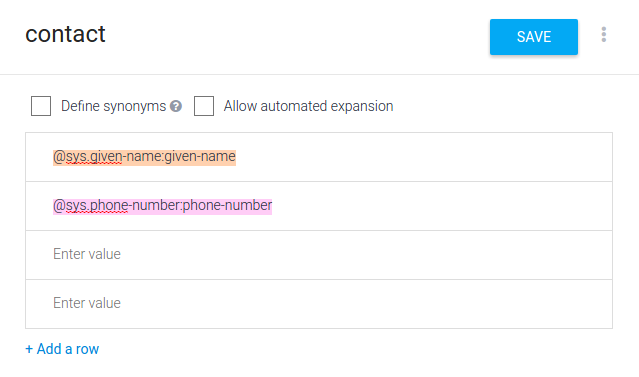 contact
SAVE
Define synonyms ?
Allow automated expansion
@sys.given-name:given-name
@sys.phone-number:phone-number
Enter value
Enter value
+ Add a row